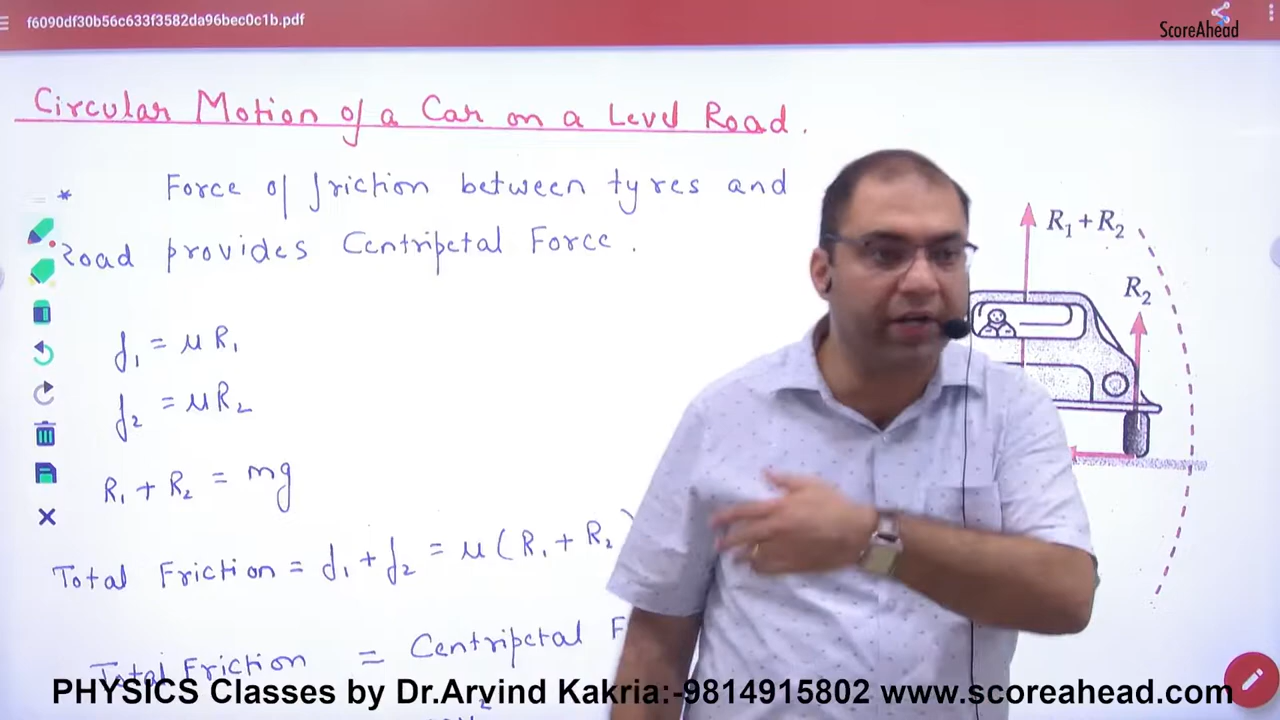 f6090df30b56c633f3582da96bec0c1b.pdf
ScoreAhead
Circular Motion of a Car on a Level Road.
* Force of friction between tyres and
Road provides Centripetal Force.
f₁ = μR₁
f₂ = μR₂
R₁ + R₂ = mg
Total Friction = f₁ + f₂ = μ(R₁ + R₂
Total Friction = Centripetal F
R₁ + R₂
R₂
PHYSICS Classes by Dr.Arvind Kakria:-9814915802 www.scoreahead.com